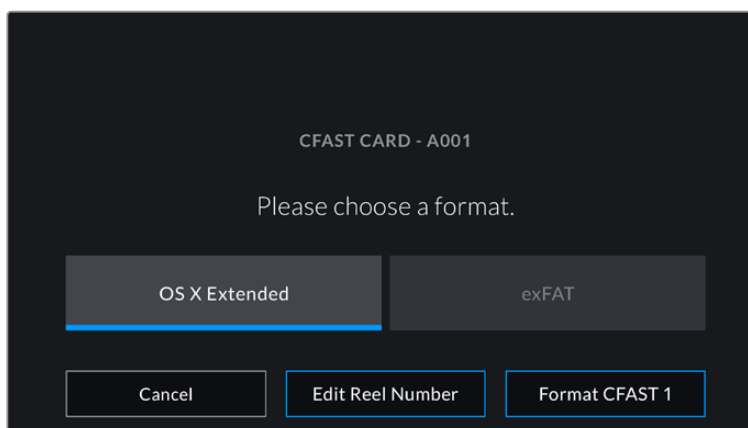 CFAST CARD - A001
Please choose a format.
OS X Extended exFAT
Cancel Edit Reel Number Format CFAST 1